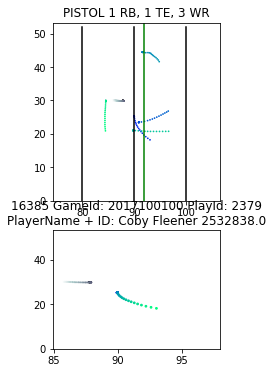 PISTOL 1 RB, 1 TE, 3 WR
50
40
30
20
10
0
80 90 100
16385 GameId: 2017100100 PlayId: 2379
PlayerName + ID: Coby Fleener 2532838.0
40
20
0
85 90 95